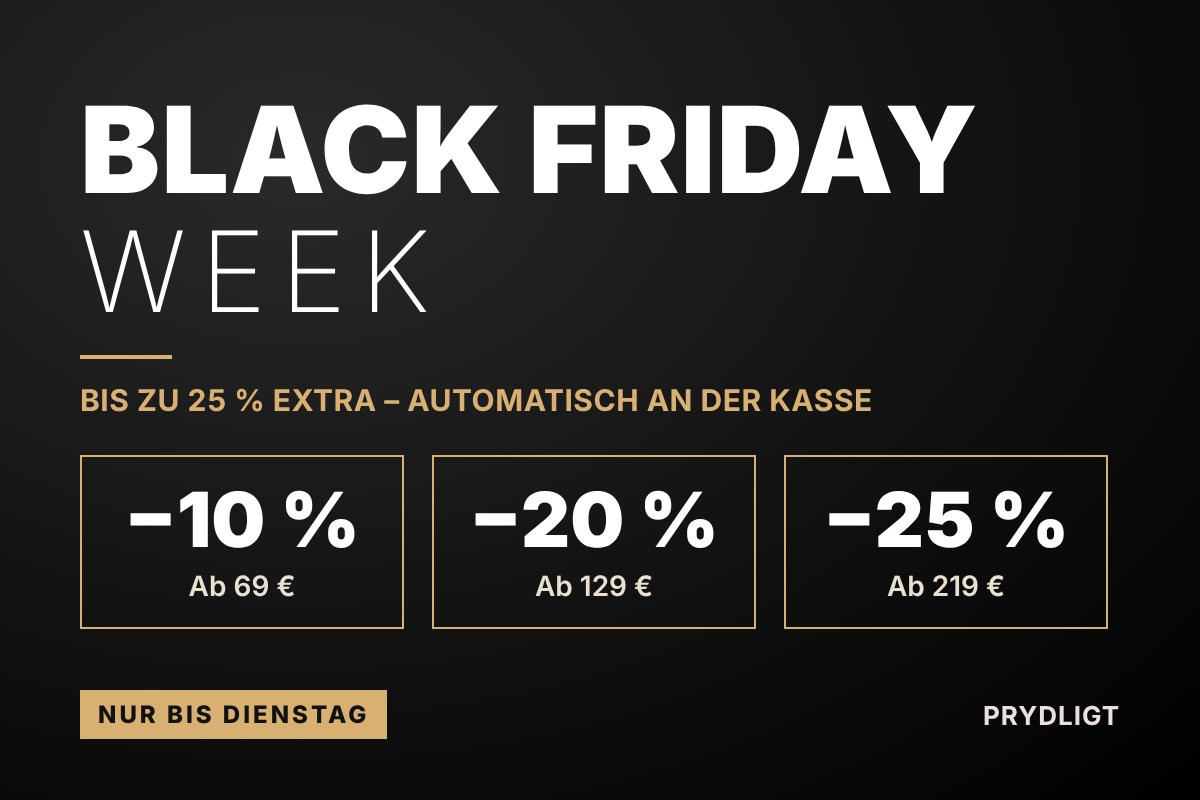 BLACK FRIDAY
WEEK
BIS ZU 25 % EXTRA – AUTOMATISCH AN DER KASSE
–10 %
Ab 69 €
–20 %
Ab 129 €
–25 %
Ab 219 €
NUR BIS DIENSTAG
PRYDLIGT